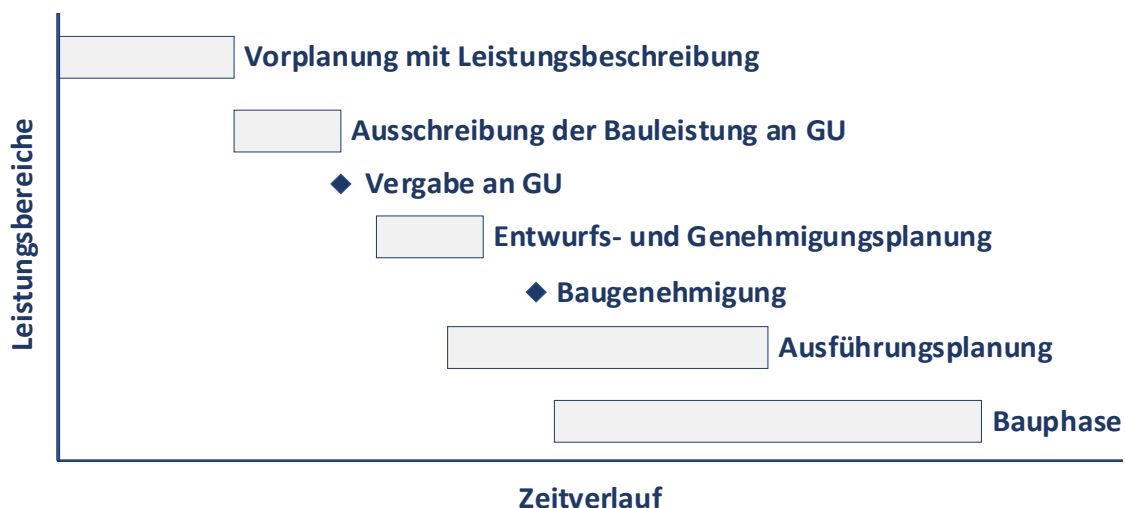 Vorplanung mit Leistungsbeschreibung
Ausschreibung der Bauleistung an GU
Vergabe an GU
Entwurfs- und Genehmigungsplanung
Baugenehmigung
Ausführungsplanung
Bauphase
Leistungsbereiche
Zeitverlauf